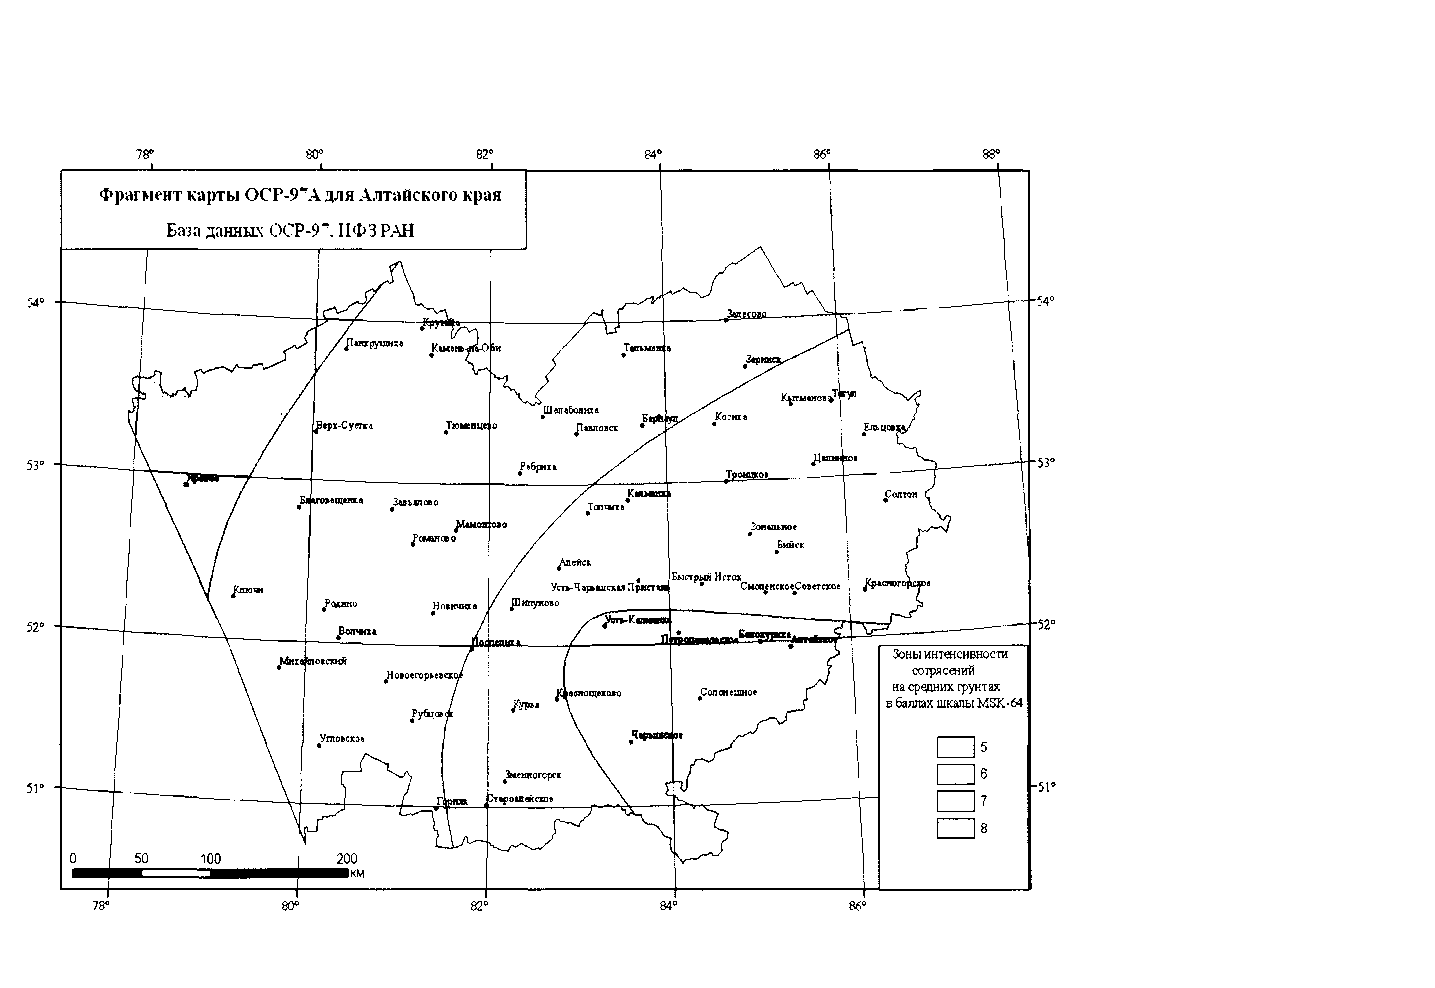 78° 80° 82° 84° 86° 88°
Фрагмент карты ОСР-97А для Алтайского края
База данных ОСР-97, ИФЗ РАН
54° 54°
Залесово
Панкрушиха Камень-на-Оби Тальменка
Заринск
Кытманово Тогул
Шелаболиха
Верх-Суетка Тюменцево Павловск Барнаул Косиха Ельцовка
53° Ребриха Целинное 53°
Троицкое
Благовещенка Завьялово Топчиха Калманка Солтон
Мамонтово
Романово Зональное
Бийск
Алейск
Усть-Чарышская Пристань Быстрый Исток
Ключи Смоленское Советское Красногорское
Родино Новичиха Шипуново
52° Волчиха Усть-Калманка 52°
Поспелиха Петропавловское Белокуриха Алтайское
Михайловский
Новоегорьевское
Краснощеково Солонешное
Рубцовск Курья
Угловское Чарышское
Змеиногорск
51° Горняк Староалейское 51°
Зоны интенсивности
сотрясений
на средних грунтах
в баллах шкалы MSK-64
5
6
7
8
0 50 100 200
км
78° 80° 82° 84° 86°